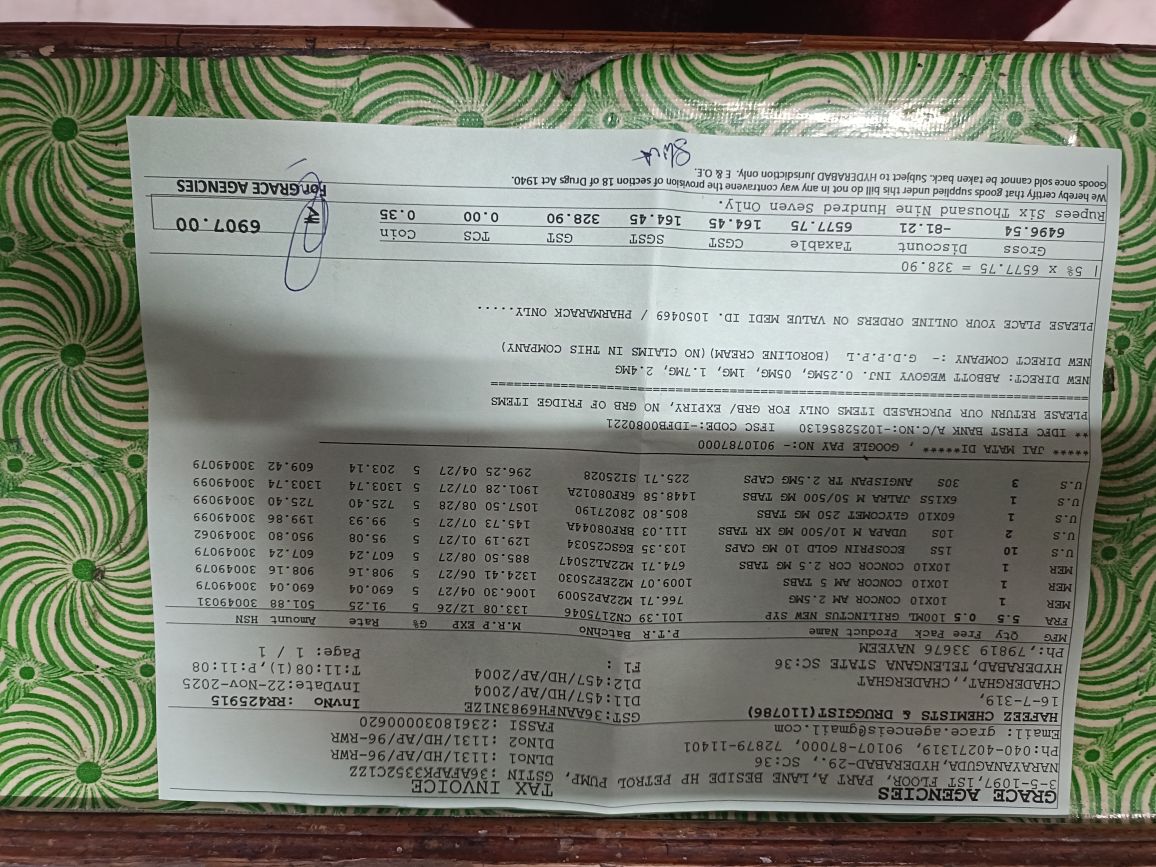 GRACE AGENCIES TAX INVOICE
3-5-1097,1ST FLOOR, PART A,LANE BESIDE HP PETROL PUMP, GSTIN :36AFAPK3352C1ZZ
NARAYANAGUDA,HYDERABAD-29., SC:36 DLNO1 :1131/HD/AP/96-RWR
Ph:040-40271319, 90107-87000, 72879-11401 DlNo2 :1131/HD/AP/96-RWR
Email: grace.agencis@gmail.com FASSI :23618030000620
HAFEEZ CHEMISTS & DRUGGIST(110786) GST:36AANFH6983N1ZE InvNo :RR425915
16-7-319, D11:457/HD/AP/2004 InvDate:22-Nov-2025
CHADERGHAT,, CHADERGHAT D12:457/HD/AP/2004 T:11:08(1),P:11:08
HYDERABAD,TELENGANA STATE SC:36 Fl : Page: 1 / 1
Ph:,79819 33676 NAYEEM
MFG Qty Free Pack Product Name P.T.R BatchNo M.R.P EXP G% Rate Amount HSN
FRA 5.5 0.5 100ML GRILINCTUS NEW SYP 101.39 CN2175046 133.08 12/26 5 91.25 501.88 30049031
MER 1 10X10 CONCOR AM 2.5MG 766.71 M22AP25009 1006.30 04/27 5 690.04 690.04 30049079
MER 1 10X10 CONCOR AM 5 TABS 1009.07 M22EF25030 1324.41 06/27 5 908.16 908.16 30049079
MER 1 10X10 CONCOR COR 2.5 MG TABS 674.71 M22AL25047 885.50 08/27 5 607.24 607.24 30049079
U.S 10 15S ECOSPRIN GOLD 10 MG CAPS 103.35 EGSC25034 129.19 01/27 5 95.08 950.80 30049062
U.S 2 10S UDAPA M 10/500 MG XR TABS 111.03 BRF08044A 145.73 07/27 5 99.93 199.86 30049099
U.S 1 60X10 GLYCOMET 250 MG TABS 805.80 28027190 1057.50 08/28 5 725.40 725.40 30049099
U.S 1 6X15S JALRA M 50/500 MG TABS 1448.58 6RF08012A 1901.28 07/27 5 1303.74 1303.74 30049099
U.S 3 30S ANGISPAN TR 2.5MG CAPS 225.71 SIZ5028 296.25 04/27 5 203.14 609.42 30049079
***** JAI MATA DI***** , GOOGLE PAY NO:- 9010787000
** IDFC FIRST BANK A/C.NO:-10252856130 IFSC CODE:-IDFB0080221
PLEASE RETURN OUR PURCHASED ITEMS ONLY FOR GRB/ EXPIRY, NO GRB OF FRIDGE ITEMS
NEW DIRECT: ABBOTT WEGOVY INJ. 0.25MG, 05MG, 1MG, 1.7MG, 2.4MG
NEW DIRECT COMPANY :- G.D.P.P.L (BOROLINE CREAM)(NO CLAIMS IN THIS COMPANY)
PLEASE PLACE YOUR ONLINE ORDERS ON VALUE MEDI ID. 1050469 / PHARMARACK ONLY.....
| 5% x 6577.75 = 328.90
Gross Discount Taxable CGST SGST GST TCS Coin
6496.54 -81.21 6577.75 164.45 164.45 328.90 0.00 0.35 6907.00
Rupees Six Thousand Nine Hundred Seven Only.
We hereby certify that goods supplied under this bill do not in any way contravene the provision of section 18 of Drugs Act 1940. For GRACE AGENCIES
Goods once sold cannot be taken back. Subject to HYDERABAD Jurisdiction only. E & O.E.